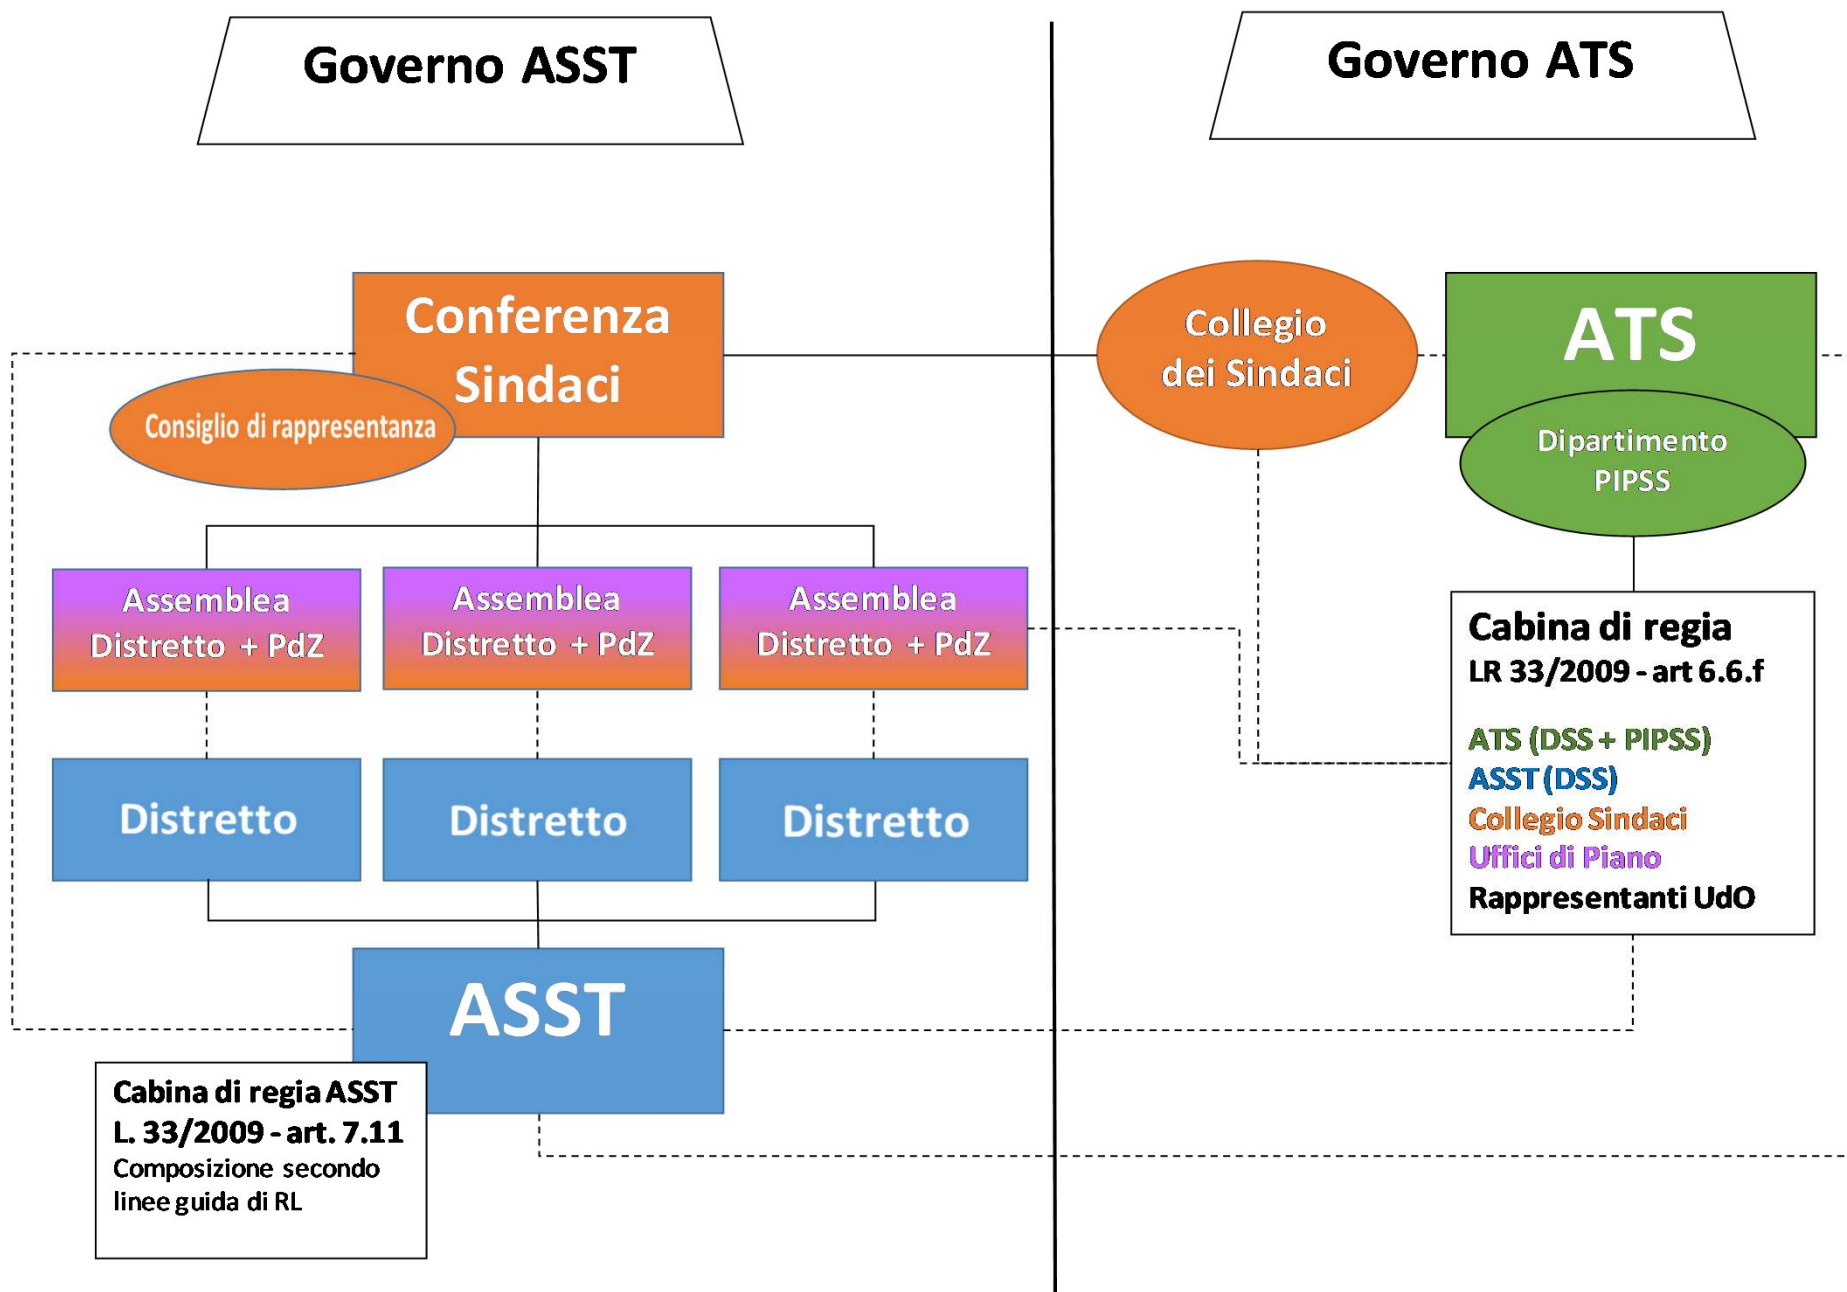 Governo ASST
Governo ATS
Conferenza
Sindaci
Consiglio di rappresentanza
Collegio
dei Sindaci
ATS
Dipartimento
PIPSS
Assemblea
Distretto + PdZ
Assemblea
Distretto + PdZ
Assemblea
Distretto + PdZ
Distretto
Distretto
Distretto
ASST
Cabina di regia ASST
L. 33/2009 - art. 7.11
Composizione secondo
linee guida di RL
Cabina di regia
LR 33/2009 - art 6.6.f
ATS (DSS + PIPSS)
ASST (DSS)
Collegio Sindaci
Uffici di Piano
Rappresentanti UdO